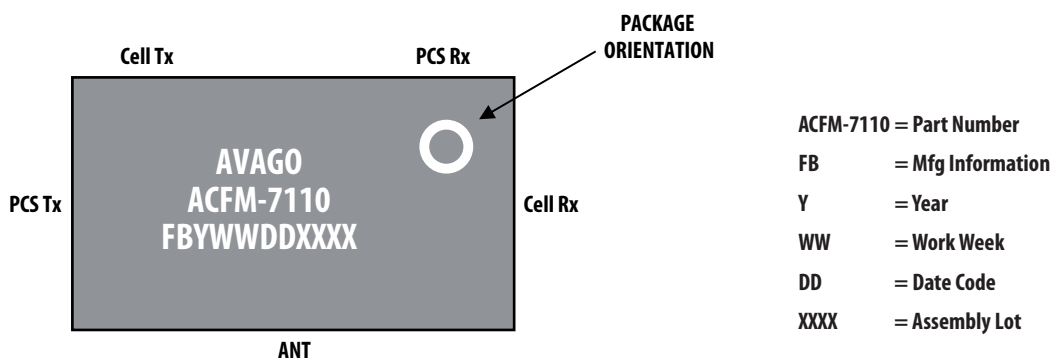 PACKAGE
ORIENTATION
Cell Tx
PCS Rx
AVAGO
ACFM-7110
FBYWWDDXXXX
PCS Tx
Cell Rx
ANT
ACFM-7110 = Part Number
FB = Mfg Information
Y = Year
WW = Work Week
DD = Date Code
XXXX = Assembly Lot